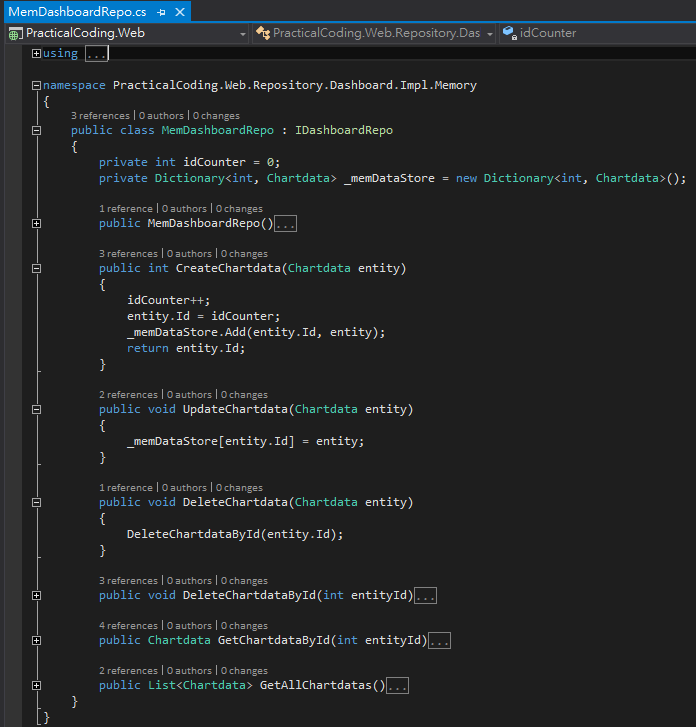 MemDashboardRepo.cs
PracticalCoding.Web PracticalCoding.Web.Repository.Das idCounter
using ...
namespace PracticalCoding.Web.Repository.Dashboard.Impl.Memory
{
3 references | 0 authors | 0 changes
public class MemDashboardRepo : IDashboardRepo
{
private int idCounter = 0;
private Dictionary<int, Chartdata> _memDataStore = new Dictionary<int, Chartdata>();
1 reference | 0 authors | 0 changes
public MemDashboardRepo()...
3 references | 0 authors | 0 changes
public int CreateChartdata(Chartdata entity)
{
idCounter++;
entity.Id = idCounter;
_memDataStore.Add(entity.Id, entity);
return entity.Id;
}
2 references | 0 authors | 0 changes
public void UpdateChartdata(Chartdata entity)
{
_memDataStore[entity.Id] = entity;
}
1 reference | 0 authors | 0 changes
public void DeleteChartdata(Chartdata entity)
{
DeleteChartdataById(entity.Id);
}
3 references | 0 authors | 0 changes
public void DeleteChartdataById(int entityId)...
4 references | 0 authors | 0 changes
public Chartdata GetChartdataById(int entityId)...
2 references | 0 authors | 0 changes
public List<Chartdata> GetAllChartdatas()...
}
}